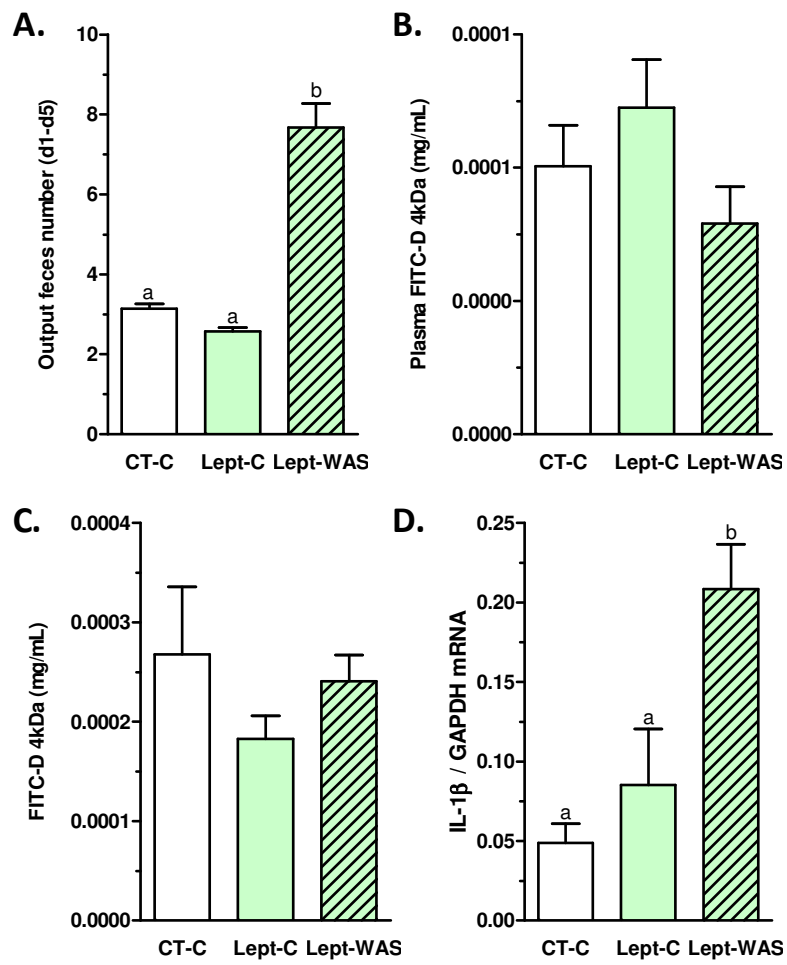 A.
Output feces number (d1-d5)
10
8
6
4
2
0
a
a
b
CT-C Lept-C Lept-WAS
B.
Plasma FITC-D 4kDa (mg/mL)
0.0001
0.0001
0.0000
0.0000
CT-C Lept-C Lept-WAS
C.
FITC-D 4kDa (mg/mL)
0.0004
0.0003
0.0002
0.0001
0.0000
CT-C Lept-C Lept-WAS
D.
IL-1β / GAPDH mRNA
0.25
0.20
0.15
0.10
0.05
0.00
a
a
b
CT-C Lept-C Lept-WAS